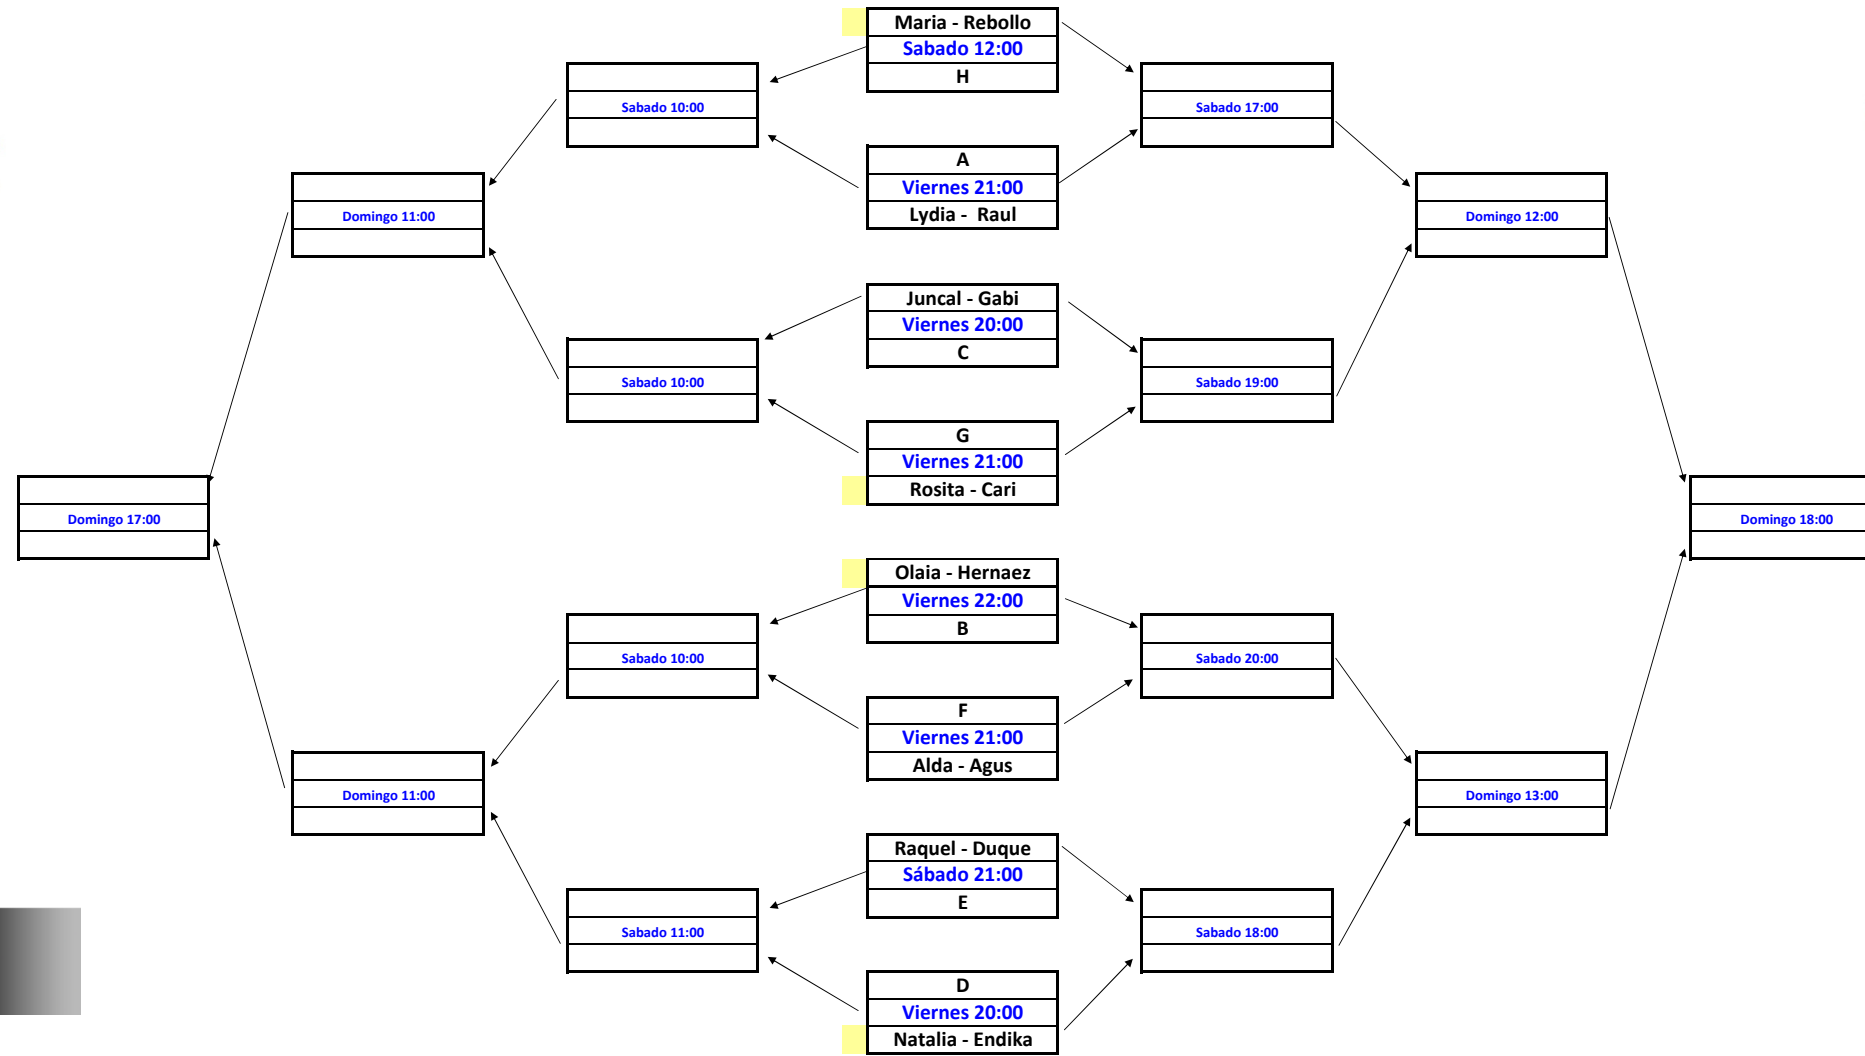 Maria - Rebollo
Sabado 12:00
H
Sabado 10:00
Sabado 17:00
A
Viernes 21:00
Lydia - Raul
Domingo 11:00
Domingo 12:00
Juncal - Gabi
Viernes 20:00
C
Sabado 10:00
Sabado 19:00
G
Viernes 21:00
Rosita - Cari
Domingo 17:00
Domingo 18:00
Olaia - Hernaez
Viernes 22:00
B
Sabado 10:00
Sabado 20:00
F
Viernes 21:00
Alda - Agus
Domingo 11:00
Domingo 13:00
Raquel - Duque
Sábado 21:00
E
Sabado 11:00
Sabado 18:00
D
Viernes 20:00
Natalia - Endika